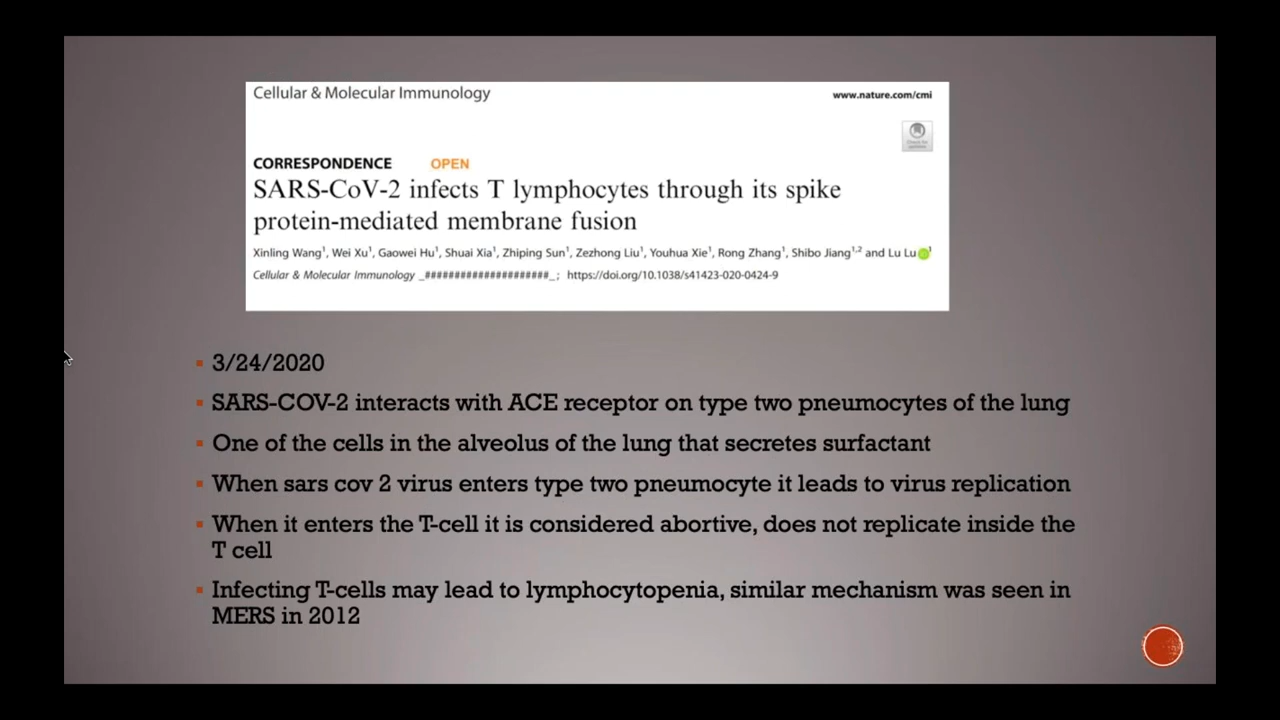 Cellular & Molecular Immunology
www.nature.com/cmi
Check for updates
CORRESPONDENCE OPEN
SARS-CoV-2 infects T lymphocytes through its spike
protein-mediated membrane fusion
Xinling Wang1, Wei Xu1, Gaowei Hu1, Shuai Xia1, Zhiping Sun1, Zezhong Liu1, Youhua Xie1, Rong Zhang1, Shibo Jiang1,2 and Lu Lu iD 1
Cellular & Molecular Immunology _#####################_; https://doi.org/10.1038/s41423-020-0424-9
3/24/2020
SARS-COV-2 interacts with ACE receptor on type two pneumocytes of the lung
One of the cells in the alveolus of the lung that secretes surfactant
When sars cov 2 virus enters type two pneumocyte it leads to virus replication
When it enters the T-cell it is considered abortive, does not replicate inside the
T cell
Infecting T-cells may lead to lymphocytopenia, similar mechanism was seen in
MERS in 2012